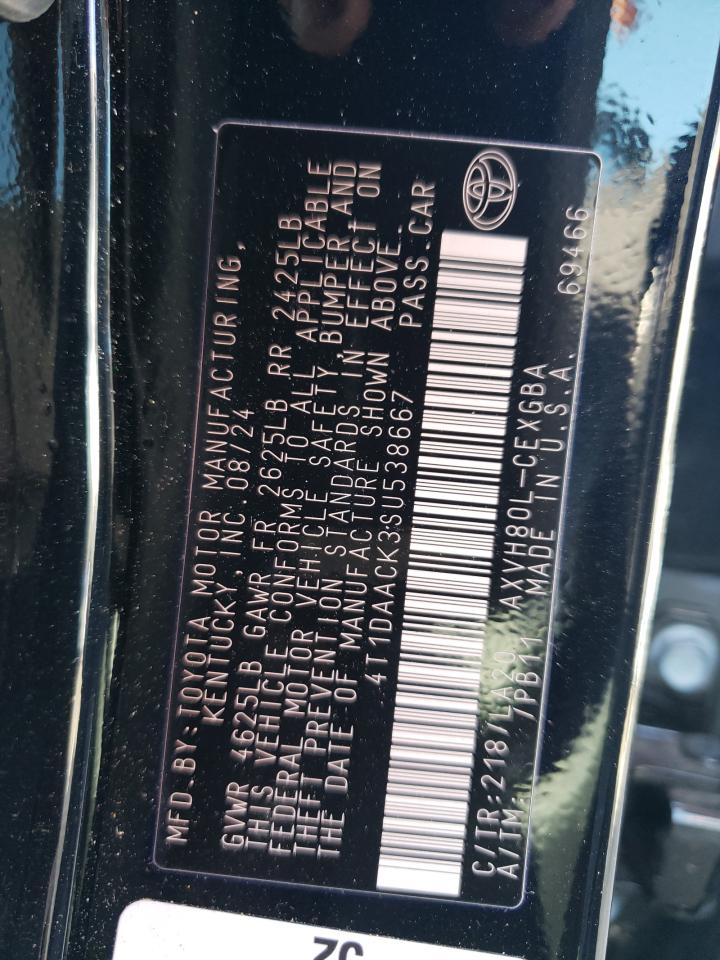 MFD.BY:TOYOTA MOTOR MANUFACTURING,
KENTUCKY, INC. 08/24
GVWR 4625LB GAWR FR 2625LB RR 2425LB
THIS VEHICLE CONFORMS TO ALL APPLICABLE
FEDERAL MOTOR VEHICLE SAFETY,BUMPER,AND
THEFT PREVENTION STANDARDS IN EFFECT ON
THE DATE OF MANUFACTURE SHOWN ABOVE.
4T1DAACK3SU538667 PASS.CAR
C/TR:218/LA20 AXVH80L-CEXGBA
A/TM: /PB11 MADE IN U.S.A. 69466